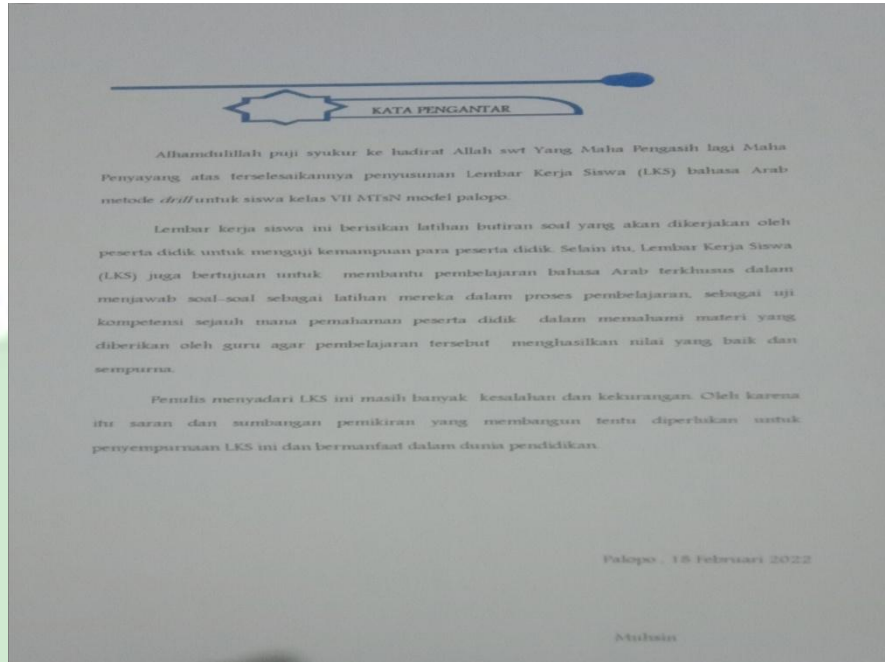 KATA PENGANTAR
Alhamdulillah puji syukur ke hadirat Allah swt Yang Maha Pengasih lagi Maha
Penyayang atas terselesaikannya penyusunan Lembar Kerja Siswa (LKS) bahasa Arab
metode drill untuk siswa kelas VII MTsN model palopo.
Lembar kerja siswa ini berisikan latihan butiran soal yang akan dikerjakan oleh
peserta didik untuk menguji kemampuan para peserta didik. Selain itu, Lembar Kerja Siswa
(LKS) juga bertujuan untuk membantu pembelajaran bahasa Arab terkhusus dalam
menjawab soal-soal sebagai latihan mereka dalam proses pembelajaran, sebagai uji
kompetensi sejauh mana pemahaman peserta didik dalam memahami materi yang
diberikan oleh guru agar pembelajaran tersebut menghasilkan nilai yang baik dan
sempurna.
Penulis menyadari LKS ini masih banyak kesalahan dan kekurangan. Oleh karena
itu saran dan sumbangan pemikiran yang membangun tentu diperlukan untuk
penyempurnaan LKS ini dan bermanfaat dalam dunia pendidikan.
Palopo , 18 Februari 2022
Muhsin